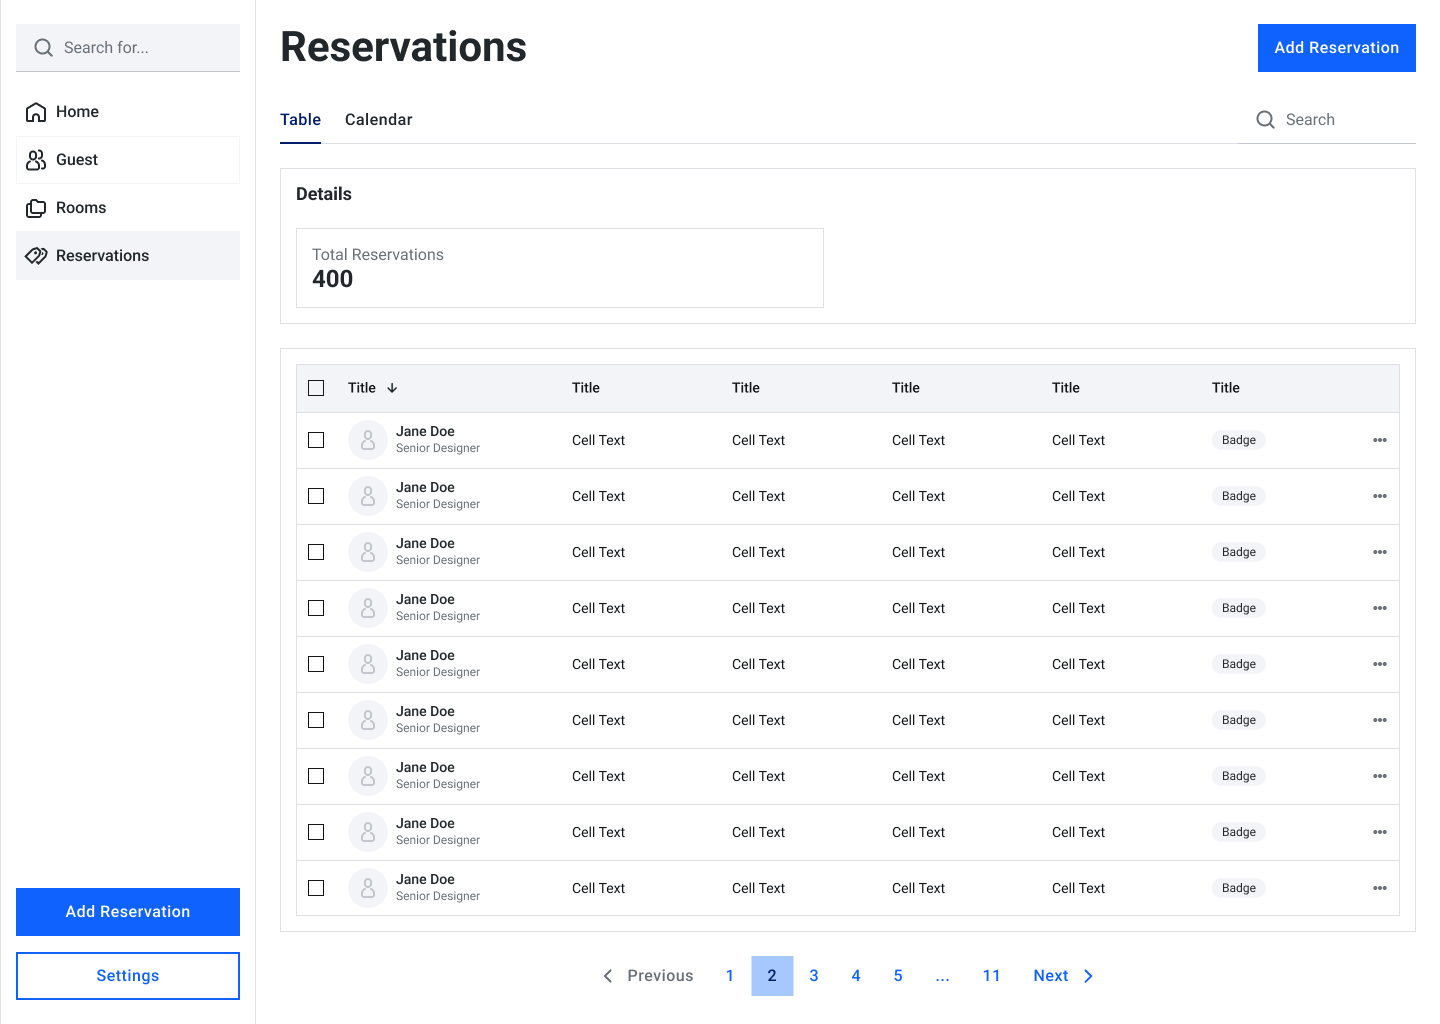 Search for...
Home
Guest
Rooms
Reservations
Add Reservation
Settings
Reservations
Add Reservation
Table Calendar
Search
Details
Total Reservations
400
Title Title Title Title Title Title
Jane Doe
Senior Designer
Cell Text Cell Text Cell Text Cell Text Badge
Jane Doe
Senior Designer
Cell Text Cell Text Cell Text Cell Text Badge
Jane Doe
Senior Designer
Cell Text Cell Text Cell Text Cell Text Badge
Jane Doe
Senior Designer
Cell Text Cell Text Cell Text Cell Text Badge
Jane Doe
Senior Designer
Cell Text Cell Text Cell Text Cell Text Badge
Jane Doe
Senior Designer
Cell Text Cell Text Cell Text Cell Text Badge
Jane Doe
Senior Designer
Cell Text Cell Text Cell Text Cell Text Badge
Jane Doe
Senior Designer
Cell Text Cell Text Cell Text Cell Text Badge
Jane Doe
Senior Designer
Cell Text Cell Text Cell Text Cell Text Badge
Previous 1 2 3 4 5 ... 11 Next